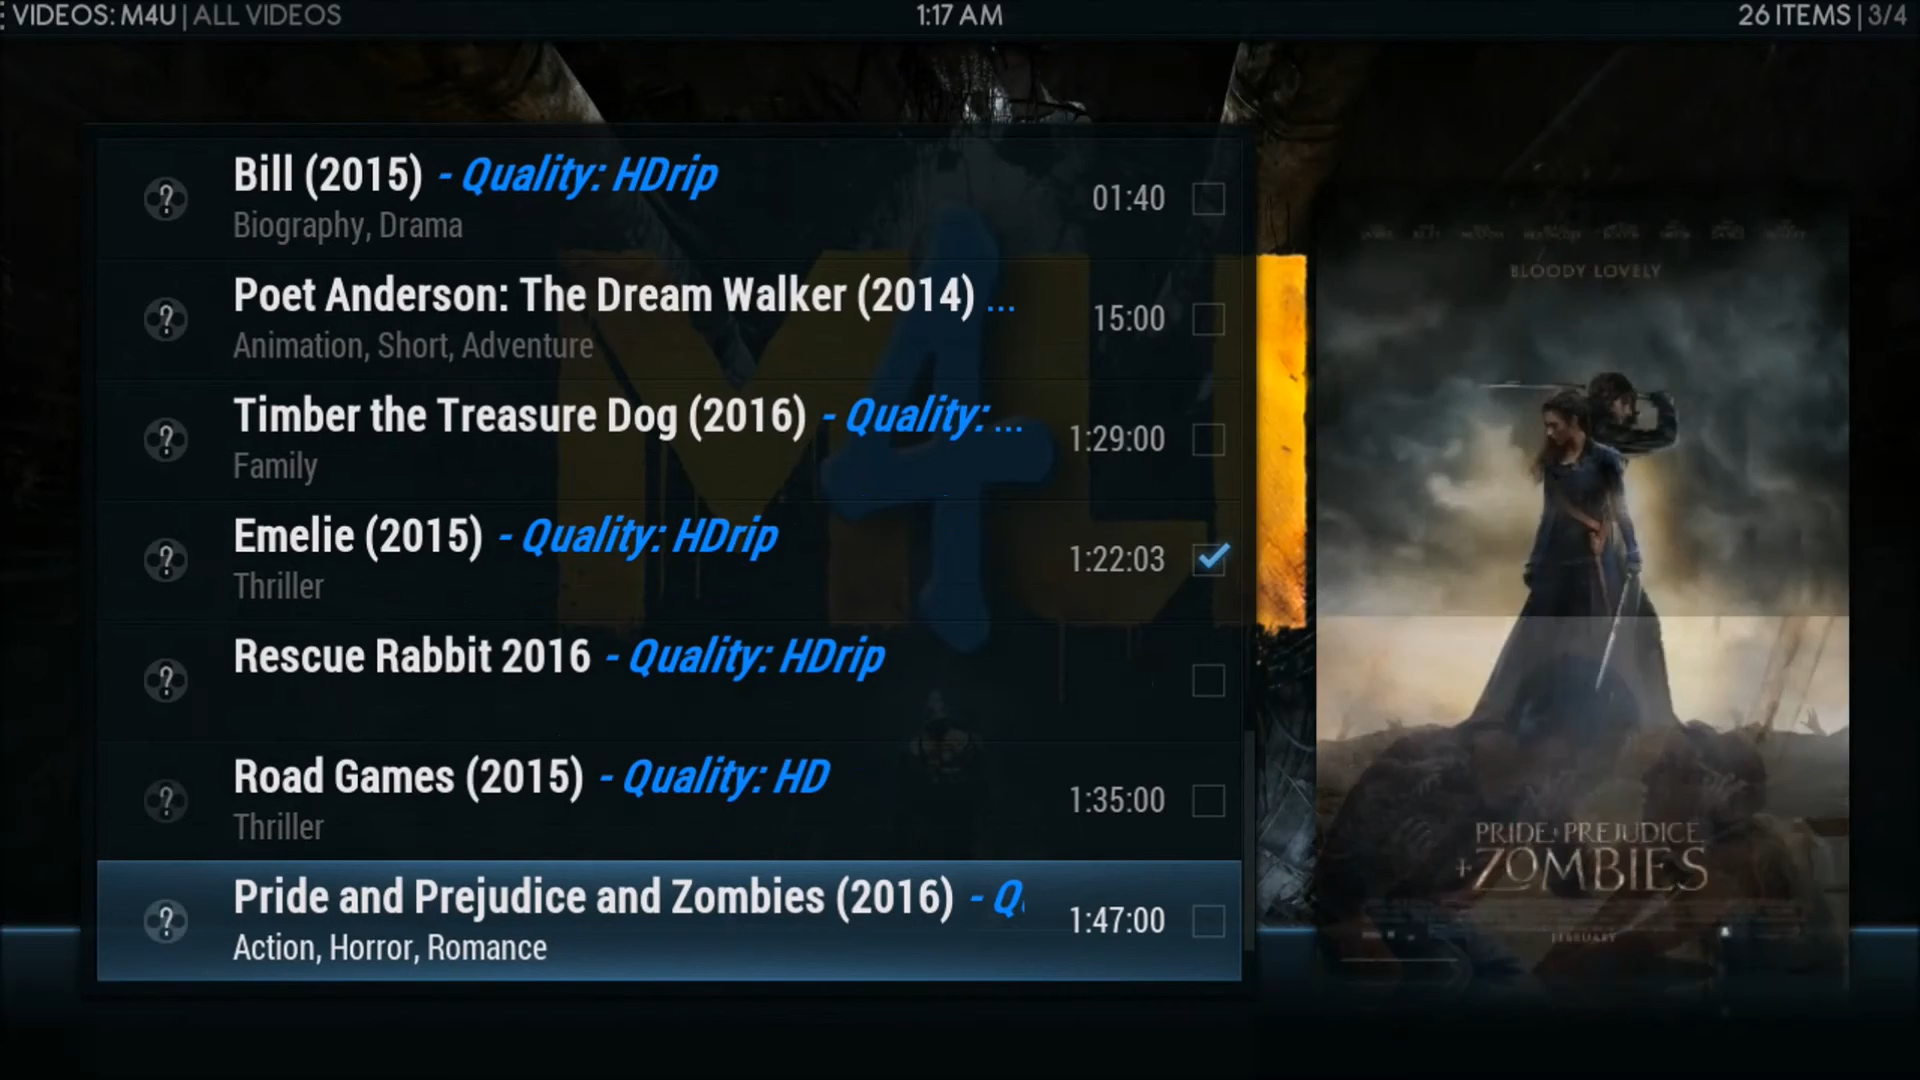 VIDEOS: M4U | ALL VIDEOS
1:17 AM
26 ITEMS | 3/4
Bill (2015) - Quality: HDrip
01:40
Biography, Drama
Poet Anderson: The Dream Walker (2014) ...
15:00
Animation, Short, Adventure
Timber the Treasure Dog (2016) - Quality: ...
1:29:00
Family
Emelie (2015) - Quality: HDrip
1:22:03
Thriller
Rescue Rabbit 2016 - Quality: HDrip
Road Games (2015) - Quality: HD
1:35:00
Thriller
Pride and Prejudice and Zombies (2016) - Q
1:47:00
Action, Horror, Romance
M4U
BLOODY LOVELY
PRIDE + PREJUDICE
+ZOMBIES
FEBRUARY